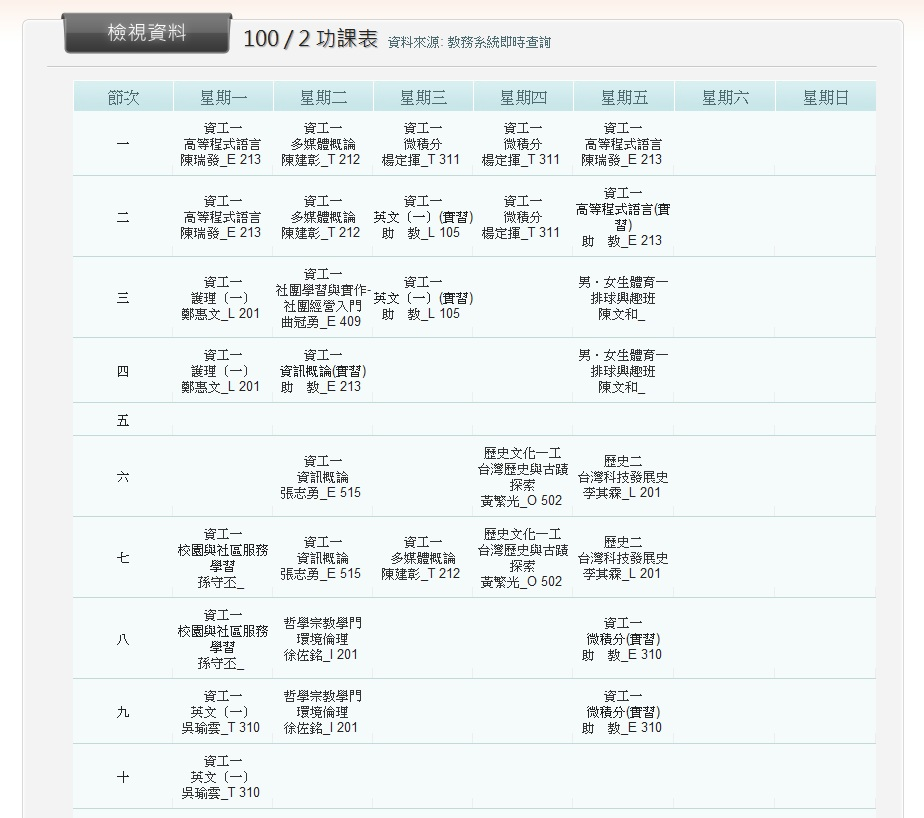 檢視資料
100 / 2 功課表 資料來源: 教務系統即時查詢
節次 星期一 星期二 星期三 星期四 星期五 星期六 星期日
一
資工一
高等程式語言
陳瑞發_E 213
資工一
多媒體概論
陳建彰_T 212
資工一
微積分
楊定揮_T 311
資工一
微積分
楊定揮_T 311
資工一
高等程式語言
陳瑞發_E 213
二
資工一
高等程式語言
陳瑞發_E 213
資工一
多媒體概論
陳建彰_T 212
資工一
英文〔一〕(實習)
助　教_L 105
資工一
微積分
楊定揮_T 311
資工一
高等程式語言(實
習)
助　教_E 213
三
資工一
護理〔一〕
鄭惠文_L 201
資工一
社團學習與實作-
社團經營入門
曲冠勇_E 409
資工一
英文〔一〕(實習)
助　教_L 105
男・女生體育一
排球興趣班
陳文和_
四
資工一
護理〔一〕
鄭惠文_L 201
資工一
資訊概論(實習)
助　教_E 213
男・女生體育一
排球興趣班
陳文和_
五
六
資工一
資訊概論
張志勇_E 515
歷史文化一工
台灣歷史與古蹟
探索
黃繁光_O 502
歷史二
台灣科技發展史
李其霖_L 201
七
資工一
校園與社區服務
學習
孫守丕_
資工一
資訊概論
張志勇_E 515
資工一
多媒體概論
陳建彰_T 212
歷史文化一工
台灣歷史與古蹟
探索
黃繁光_O 502
歷史二
台灣科技發展史
李其霖_L 201
八
資工一
校園與社區服務
學習
孫守丕_
哲學宗教學門
環境倫理
徐佐銘_I 201
資工一
微積分(實習)
助　教_E 310
九
資工一
英文〔一〕
吳瑜雲_T 310
哲學宗教學門
環境倫理
徐佐銘_I 201
資工一
微積分(實習)
助　教_E 310
十
資工一
英文〔一〕
吳瑜雲_T 310